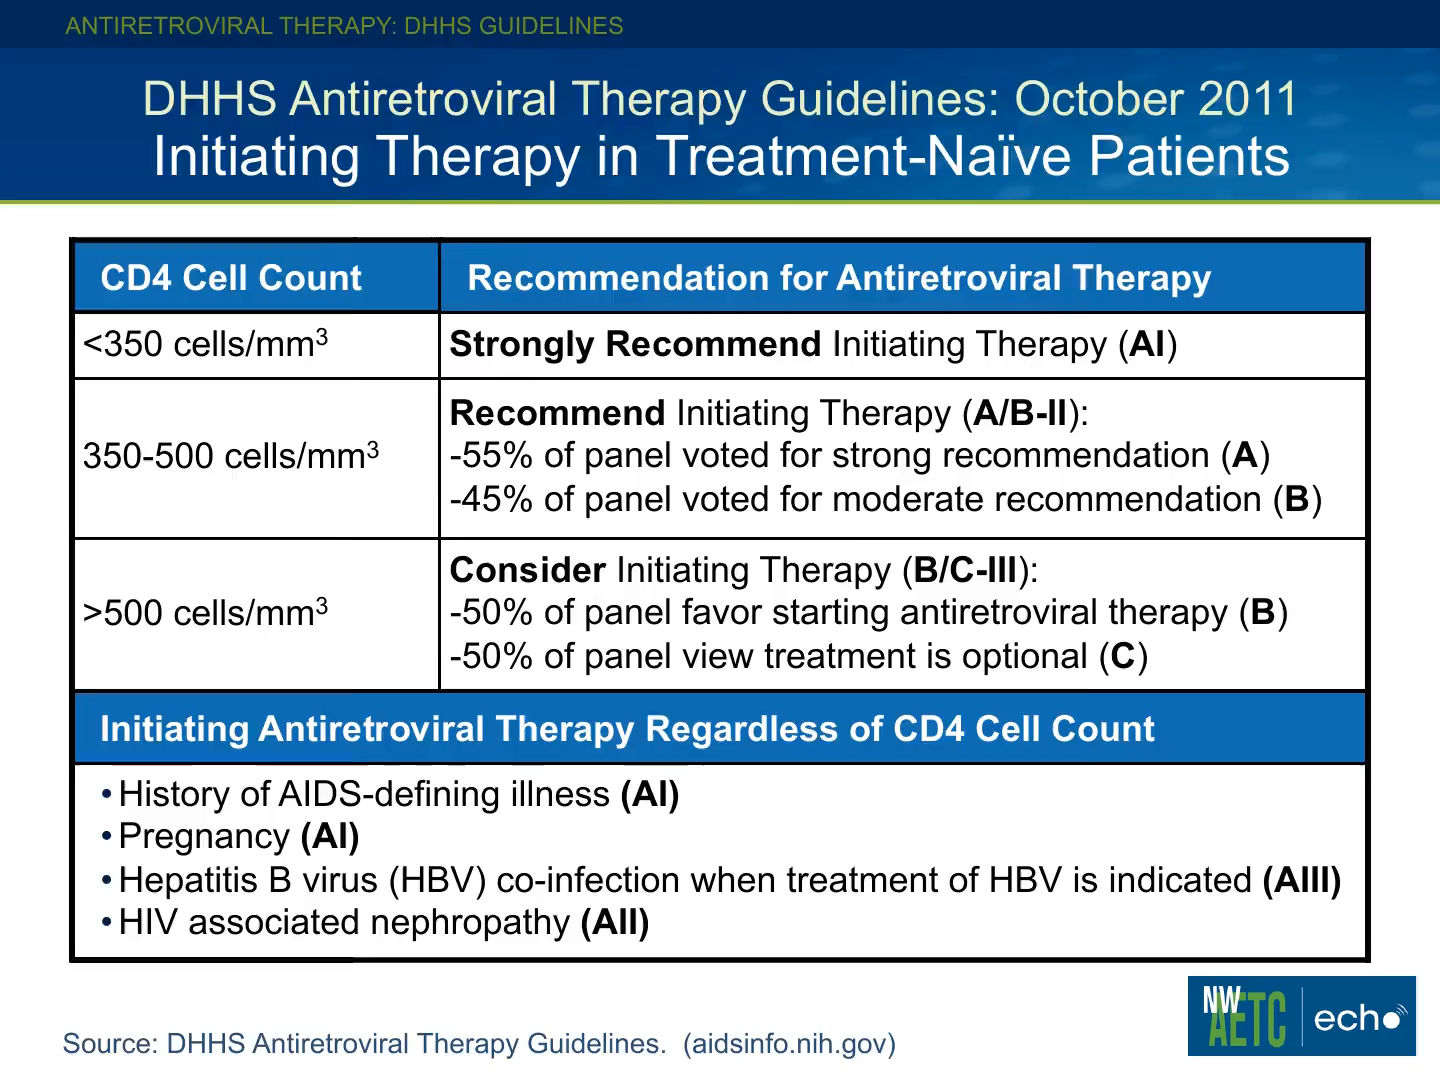 ANTIRETROVIRAL THERAPY: DHHS GUIDELINES
DHHS Antiretroviral Therapy Guidelines: October 2011
Initiating Therapy in Treatment-Naïve Patients
CD4 Cell Count
Recommendation for Antiretroviral Therapy
<350 cells/mm³
Strongly Recommend Initiating Therapy (AI)
350-500 cells/mm³
Recommend Initiating Therapy (A/B-II):
-55% of panel voted for strong recommendation (A)
-45% of panel voted for moderate recommendation (B)
>500 cells/mm³
Consider Initiating Therapy (B/C-III):
-50% of panel favor starting antiretroviral therapy (B)
-50% of panel view treatment is optional (C)
Initiating Antiretroviral Therapy Regardless of CD4 Cell Count
• History of AIDS-defining illness (AI)
• Pregnancy (AI)
• Hepatitis B virus (HBV) co-infection when treatment of HBV is indicated (AIII)
• HIV associated nephropathy (AII)
Source: DHHS Antiretroviral Therapy Guidelines. (aidsinfo.nih.gov)
NW AETC echo